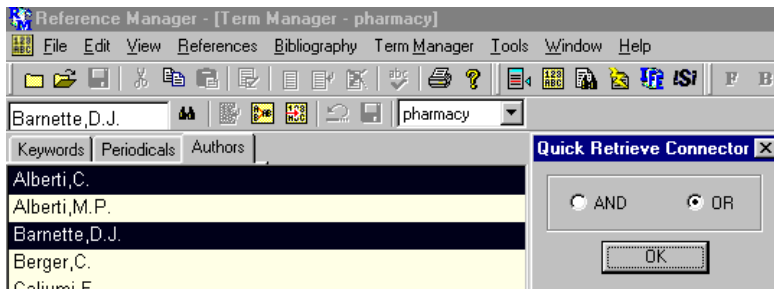 Reference Manager - [Term Manager - pharmacy]
File Edit View References Bibliography Term Manager Tools Window Help
Barnette,D.J. pharmacy
Keywords Periodicals Authors
Quick Retrieve Connector
Alberti,C.
AND OR
Alberti,M.P.
Barnette,D.J.
OK
Berger,C.